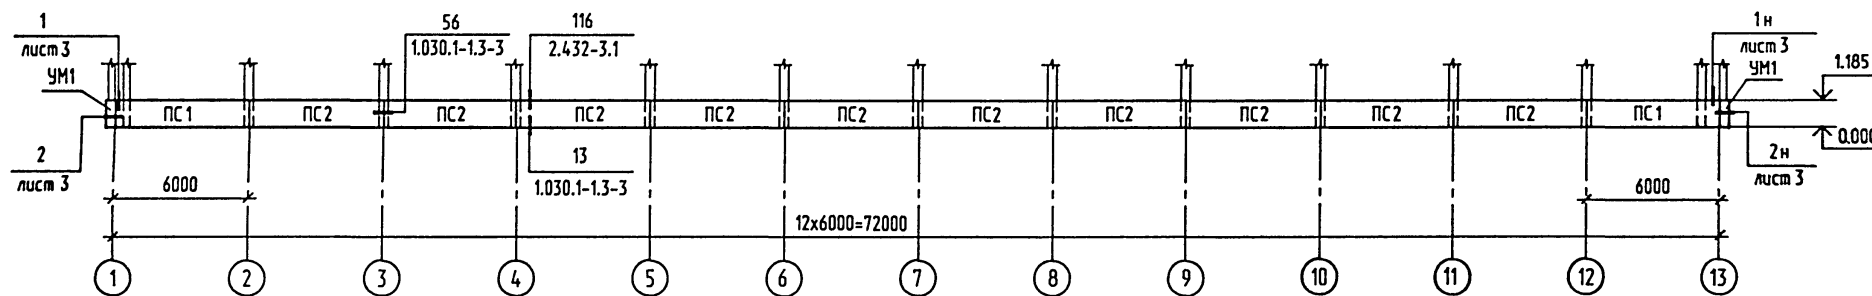 1
лист 3
УМ1
56
1.030.1-1.3-3
116
2.432-3.1
1н
лист 3
УМ1
1.185
ПС1 ПС2 ПС2 ПС2 ПС2 ПС2 ПС2 ПС2 ПС2 ПС2 ПС2 ПС1
0.000
2
лист 3
13
1.030.1-1.3-3
2н
лист 3
6000
6000
12х6000=72000
1 2 3 4 5 6 7 8 9 10 11 12 13